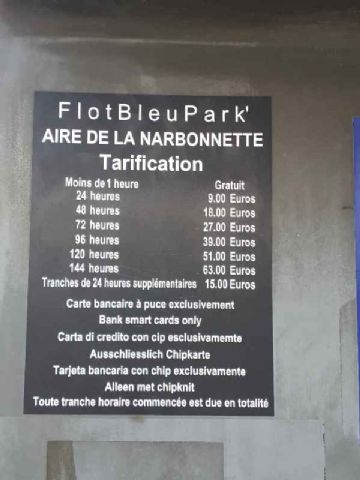 FlotBleuPark'
AIRE DE LA NARBONNETTE
Tarification
Moins de 1 heure Gratuit
24 heures 9.00 Euros
48 heures 18.00 Euros
72 heures 27.00 Euros
96 heures 39.00 Euros
120 heures 51.00 Euros
144 heures 63.00 Euros
Tranches de 24 heures supplémentaires 15.00 Euros
Carte bancaire à puce exclusivement
Bank smart cards only
Carta di credito con cip esclusivamemte
Ausschliesslich Chipkarte
Tarjeta bancaria con chip exclusivamente
Alleen met chipknit
Toute tranche horaire commencée est due en totalité